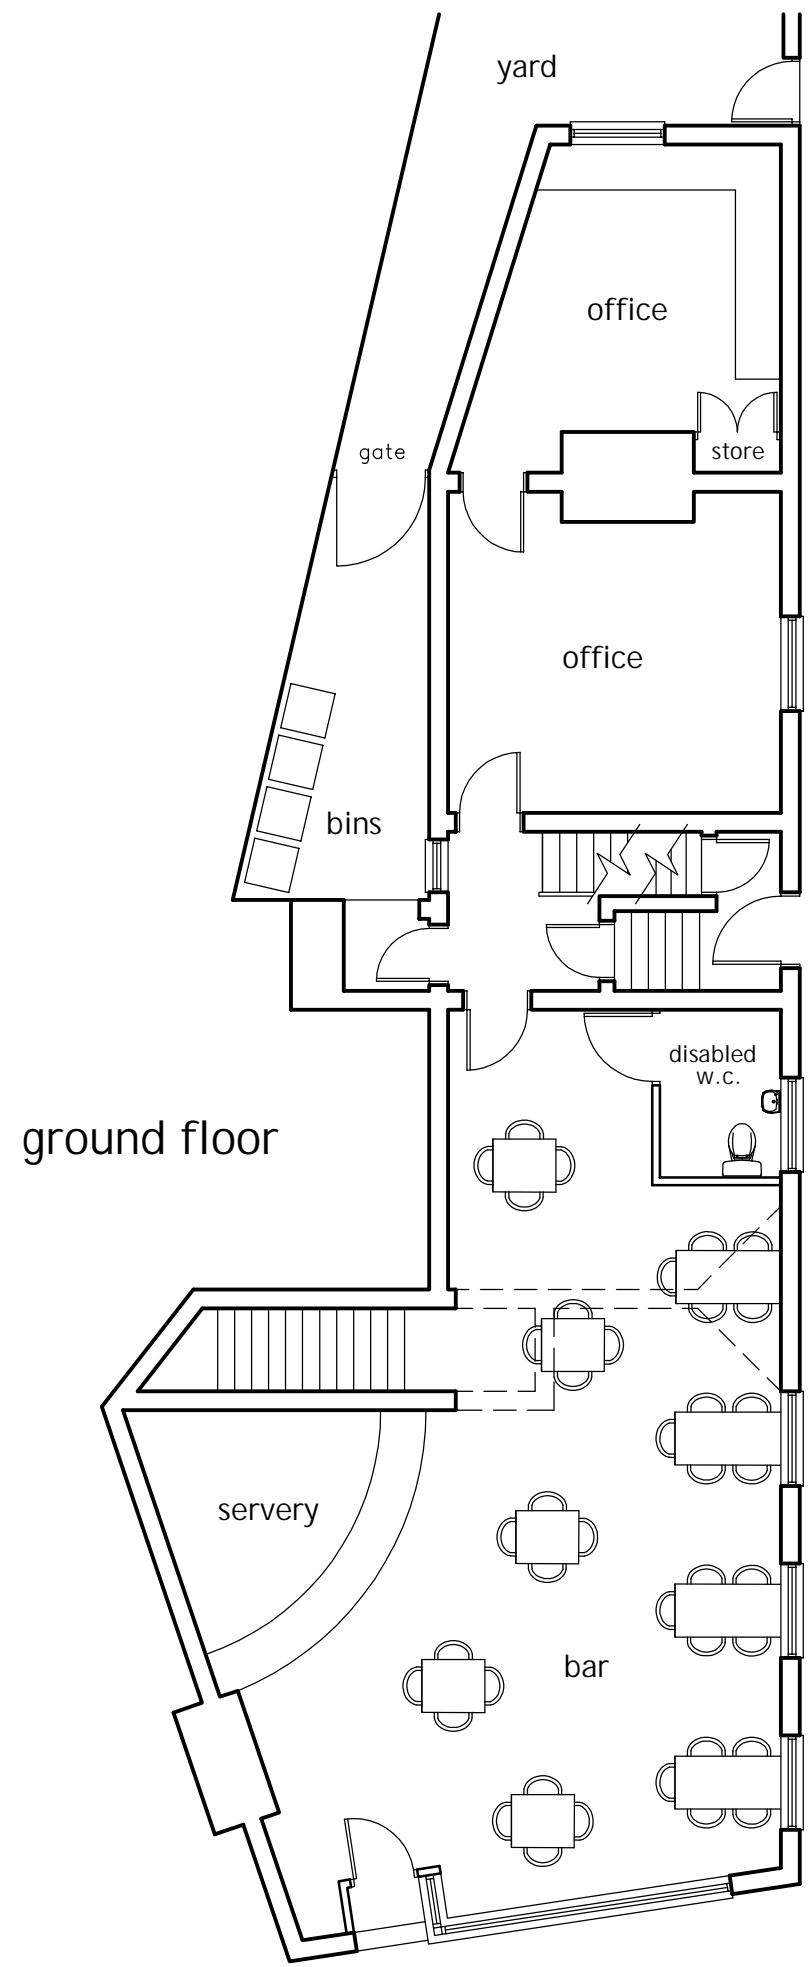 yard
office
gate
store
office
bins
disabled
w.c.
ground floor
servery
bar